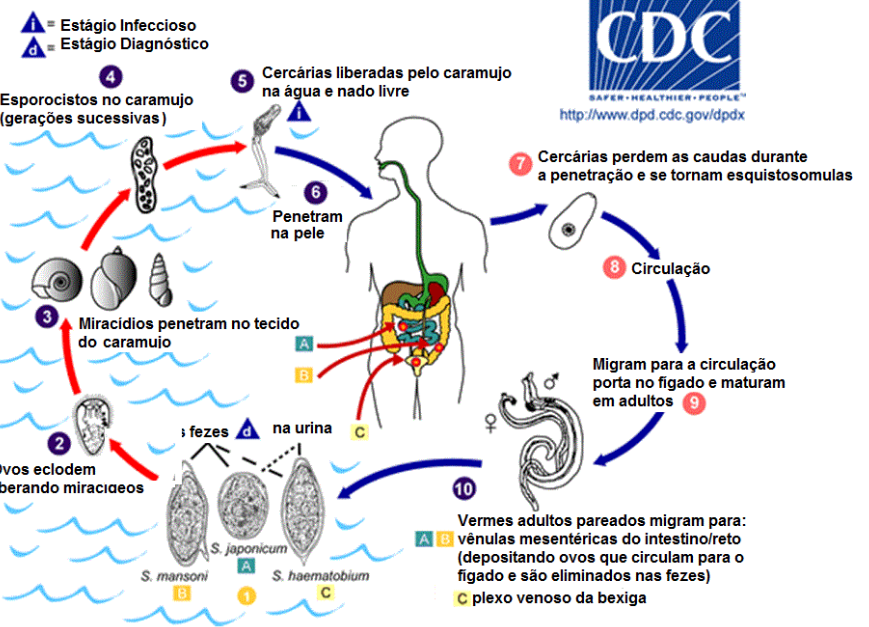 i = Estágio Infeccioso
d = Estágio Diagnóstico
CDC
SAFER • HEALTHIER • PEOPLE™
http://www.dpd.cdc.gov/dpdx
4
Esporocistos no caramujo
(gerações sucessivas)
5
Cercárias liberadas pelo caramujo
na água e nado livre
i
6
Penetram
na pele
7
Cercárias perdem as caudas durante
a penetração e se tornam esquistosomulas
8 Circulação
Migram para a circulação
porta no fígado e maturam
em adultos 9
3
Miracídios penetram no tecido
do caramujo
A
B
C
♀
♂
2
ovos eclodem
iberando miracideos
s fezes d na urina
10
Vermes adultos pareados migram para:
A B vênulas mesentéricas do intestino/reto
(depositando ovos que circulam para o
fígado e são eliminados nas fezes)
C plexo venoso da bexiga
S. mansoni
B
S. japonicum
A
1
S. haematobium
C